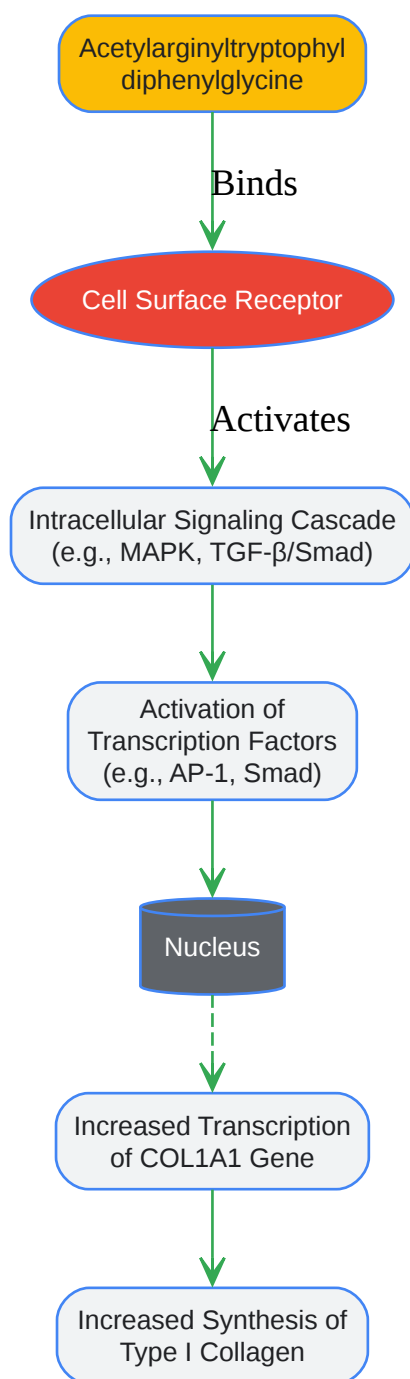 Acetylarginyltryptophyl
diphenylglycine
Binds
Cell Surface Receptor
Activates
Intracellular Signaling Cascade
(e.g., MAPK, TGF-β/Smad)
Activation of
Transcription Factors
(e.g., AP-1, Smad)
Nucleus
Increased Transcription
of COL1A1 Gene
Increased Synthesis of
Type I Collagen